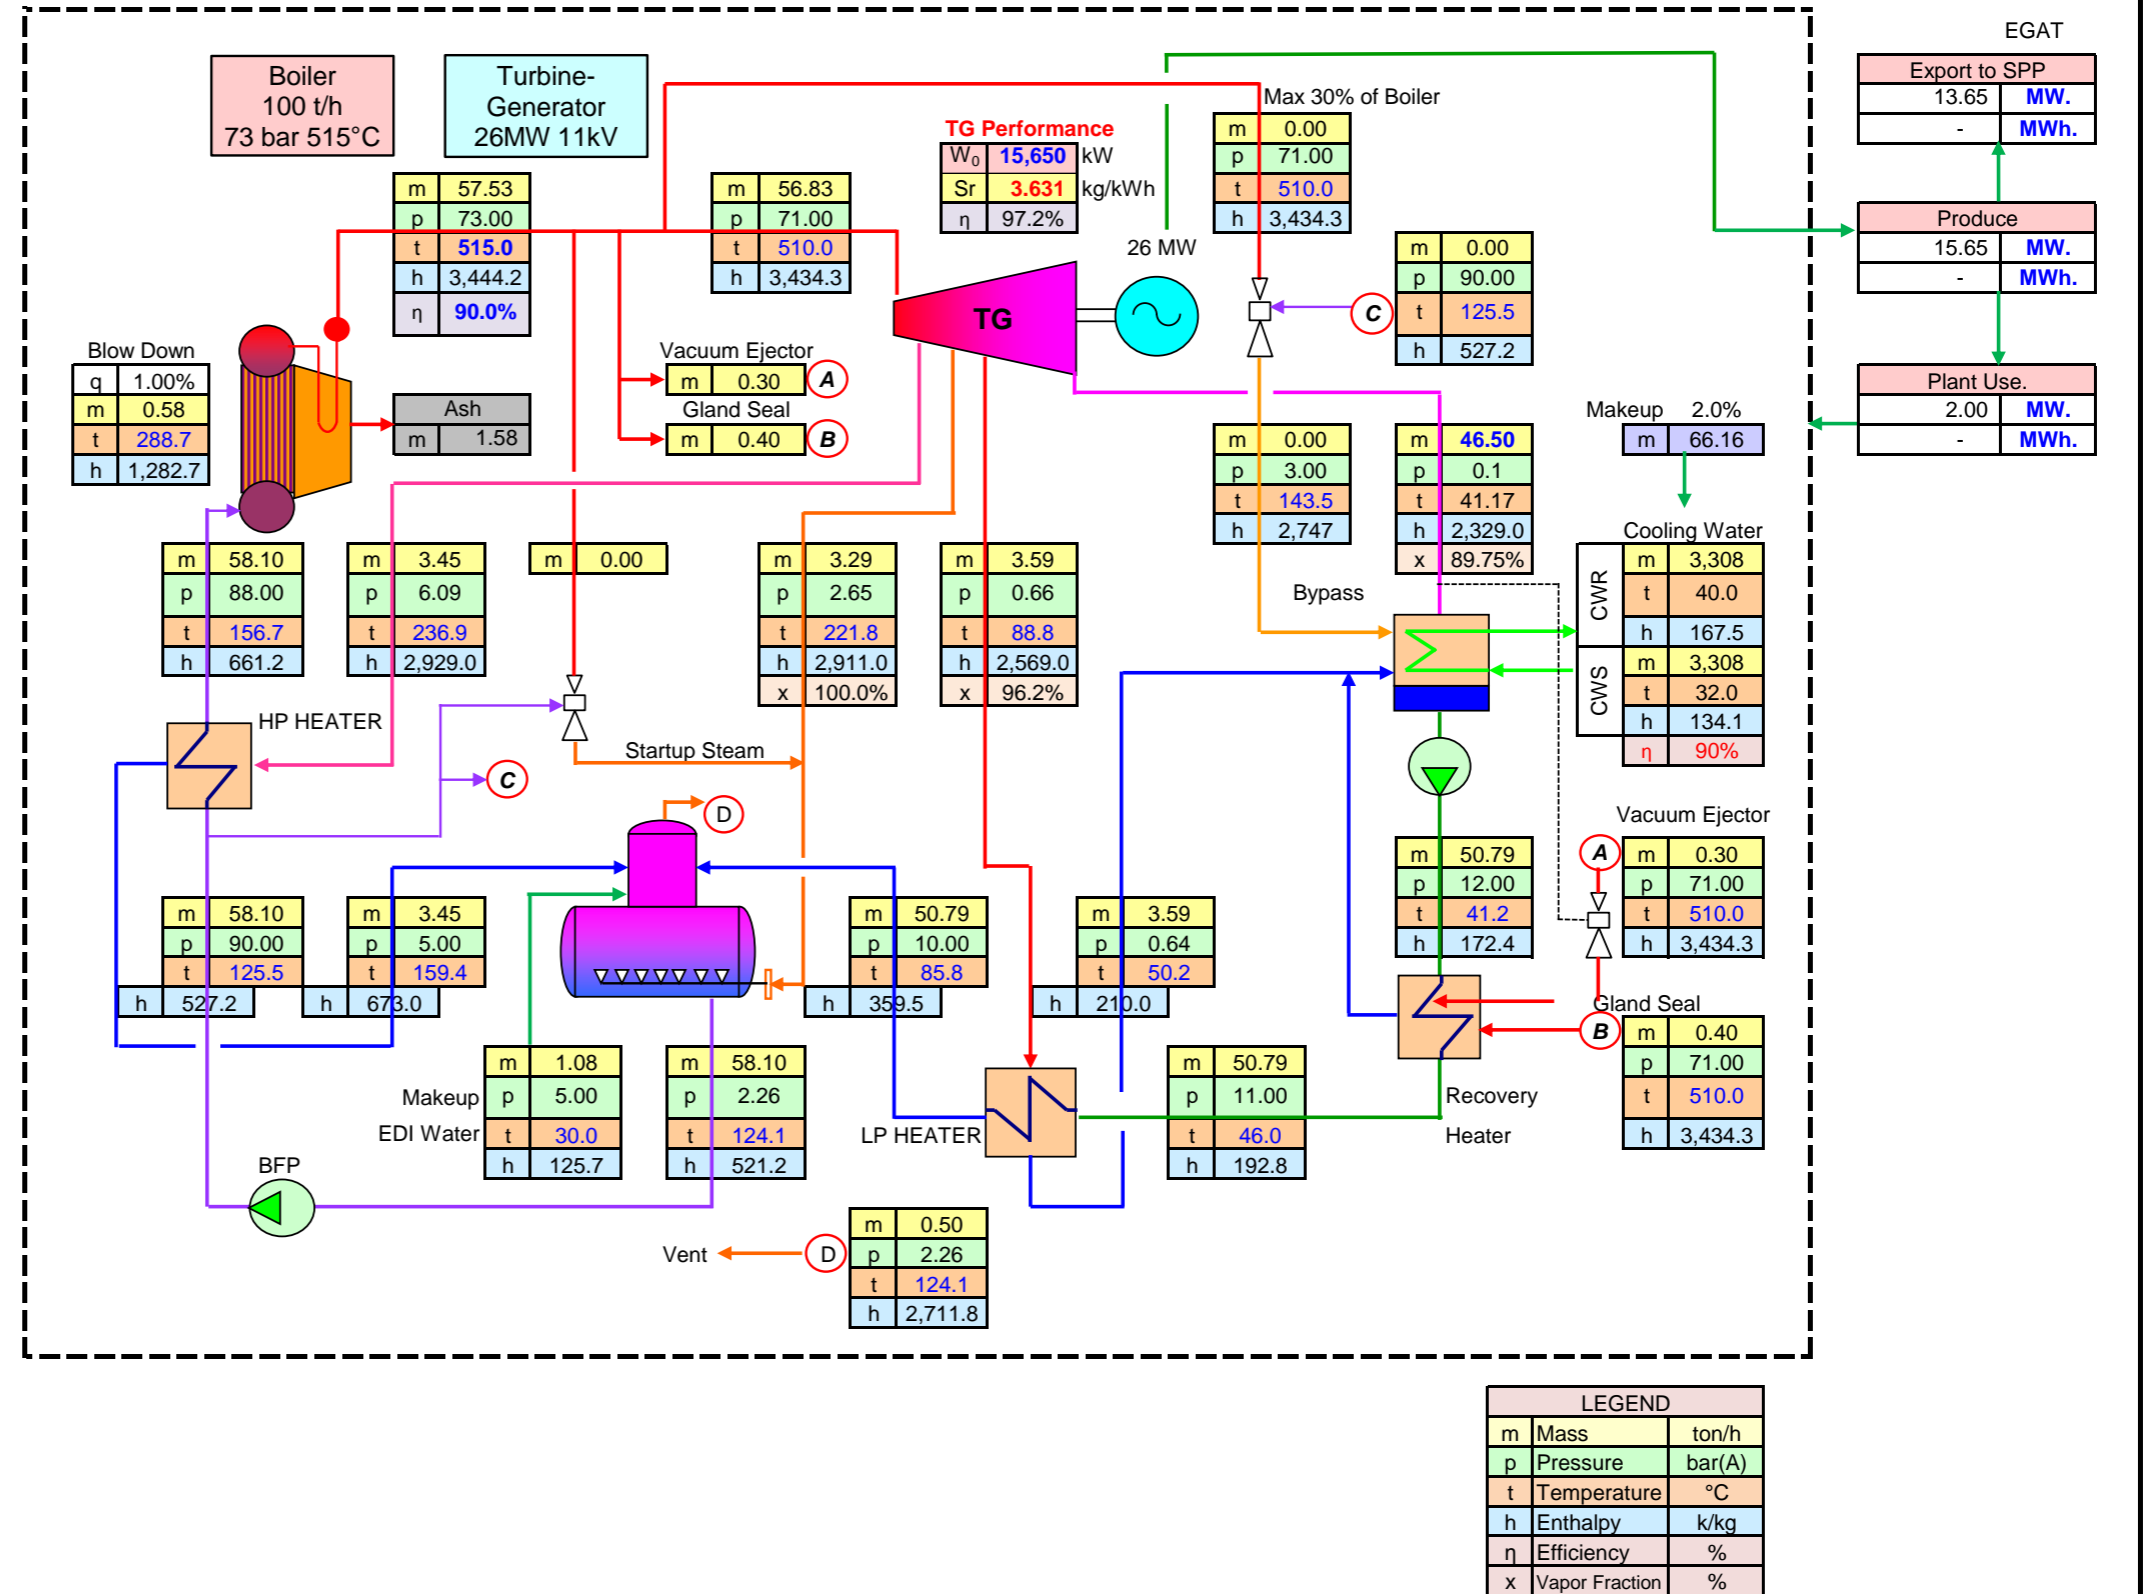 EGAT
Export to SPP
13.65 MW.
- MWh.
Boiler
100 t/h
73 bar 515°C
Turbine-
Generator
26MW 11kV
Max 30% of Boiler
m 0.00
p 71.00
t 510.0
h 3,434.3
TG Performance
W0 15,650 kW
Sr 3.631 kg/kWh
η 97.2%
m 57.53
p 73.00
t 515.0
h 3,444.2
η 90.0%
m 56.83
p 71.00
t 510.0
h 3,434.3
26 MW
Produce
15.65 MW.
- MWh.
m 0.00
p 90.00
t 125.5
h 527.2
C
TG
Blow Down
q 1.00%
m 0.58
t 288.7
h 1,282.7
Vacuum Ejector
m 0.30 A
Gland Seal
m 0.40 B
Ash
m 1.58
Plant Use.
2.00 MW.
- MWh.
Makeup 2.0%
m 66.16
m 0.00
p 3.00
t 143.5
h 2,747
m 46.50
p 0.1
t 41.17
h 2,329.0
x 89.75%
Cooling Water
CWR
m 3,308
t 40.0
h 167.5
CWS
m 3,308
t 32.0
h 134.1
η 90%
m 58.10
p 88.00
t 156.7
h 661.2
m 3.45
p 6.09
t 236.9
h 2,929.0
m 0.00
m 3.29
p 2.65
t 221.8
h 2,911.0
x 100.0%
m 3.59
p 0.66
t 88.8
h 2,569.0
x 96.2%
Bypass
HP HEATER
Startup Steam
C
D
Vacuum Ejector
A
m 0.30
p 71.00
t 510.0
h 3,434.3
m 50.79
p 12.00
t 41.2
h 172.4
m 58.10
p 90.00
t 125.5
h 527.2
m 3.45
p 5.00
t 159.4
h 673.0
m 50.79
p 10.00
t 85.8
h 359.5
m 3.59
p 0.64
t 50.2
h 210.0
Gland Seal
B
m 0.40
p 71.00
t 510.0
h 3,434.3
Makeup
EDI Water
m 1.08
p 5.00
t 30.0
h 125.7
m 58.10
p 2.26
t 124.1
h 521.2
LP HEATER
m 50.79
p 11.00
t 46.0
h 192.8
Recovery
Heater
BFP
Vent
D
m 0.50
p 2.26
t 124.1
h 2,711.8
LEGEND
m Mass ton/h
p Pressure bar(A)
t Temperature °C
h Enthalpy k/kg
η Efficiency %
x Vapor Fraction %